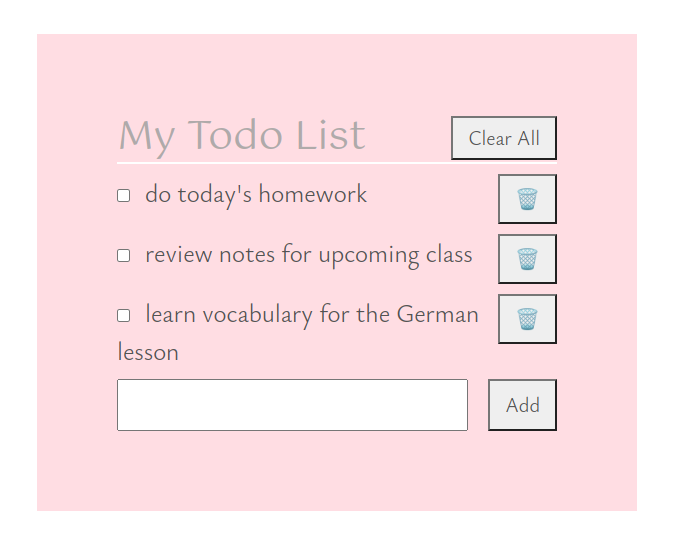 My Todo List
Clear All
do today's homework
review notes for upcoming class
learn vocabulary for the German
lesson
Add